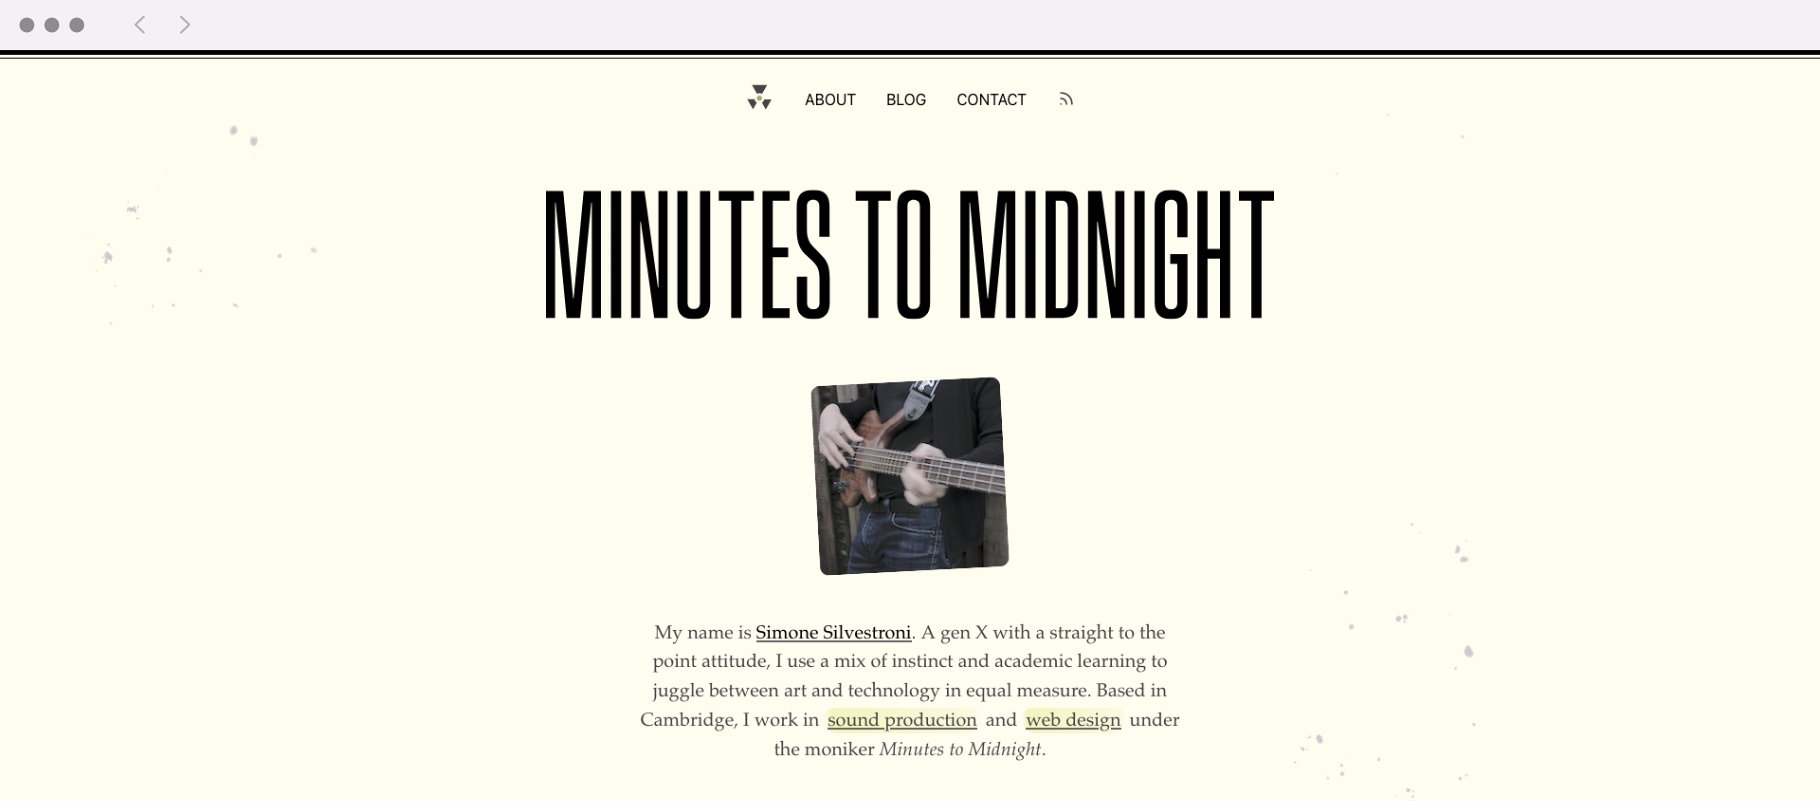 ABOUT BLOG CONTACT
MINUTES TO MIDNIGHT
My name is Simone Silvestroni. A gen X with a straight to the
point attitude, I use a mix of instinct and academic learning to
juggle between art and technology in equal measure. Based in
Cambridge, I work in sound production and web design under
the moniker Minutes to Midnight.